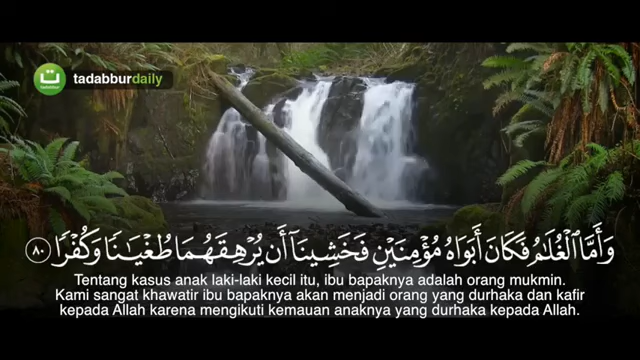 ت tadabburdaily
tadabbur
وَأَمَّا ٱلْغُلَٰمُ فَكَانَ أَبَوَاهُ مُؤْمِنَيْنِ فَخَشِينَآ أَن يُرْهِقَهُمَا طُغْيَٰنًا وَكُفْرًا ٨٠
Tentang kasus anak laki-laki kecil itu, ibu bapaknya adalah orang mukmin.
Kami sangat khawatir ibu bapaknya akan menjadi orang yang durhaka dan kafir
kepada Allah karena mengikuti kemauan anaknya yang durhaka kepada Allah.